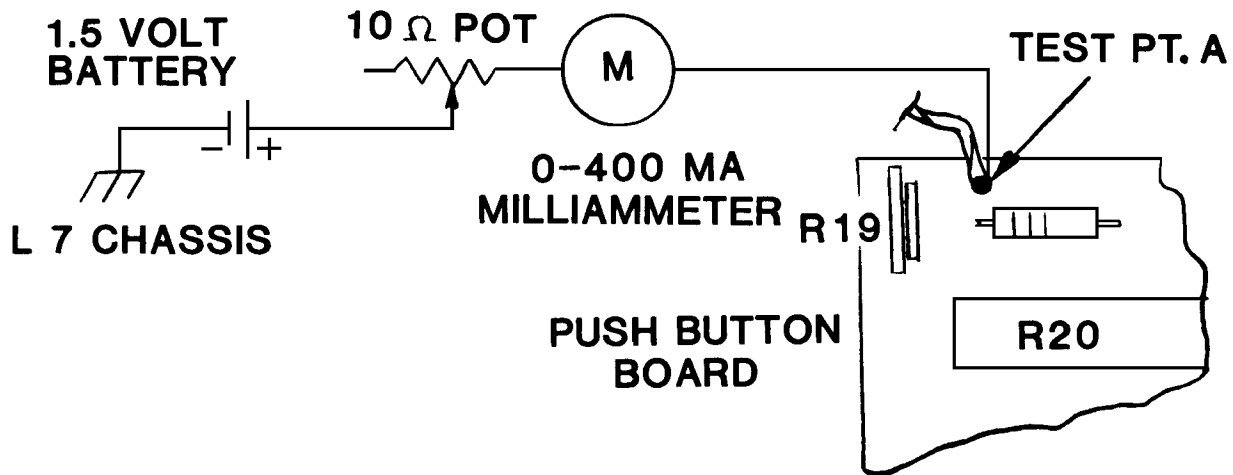 1.5 VOLT
BATTERY
10 Ω POT
M
TEST PT. A
- +
0-400 MA
MILLIAMMETER
L 7 CHASSIS
R19
PUSH BUTTON
BOARD
R20